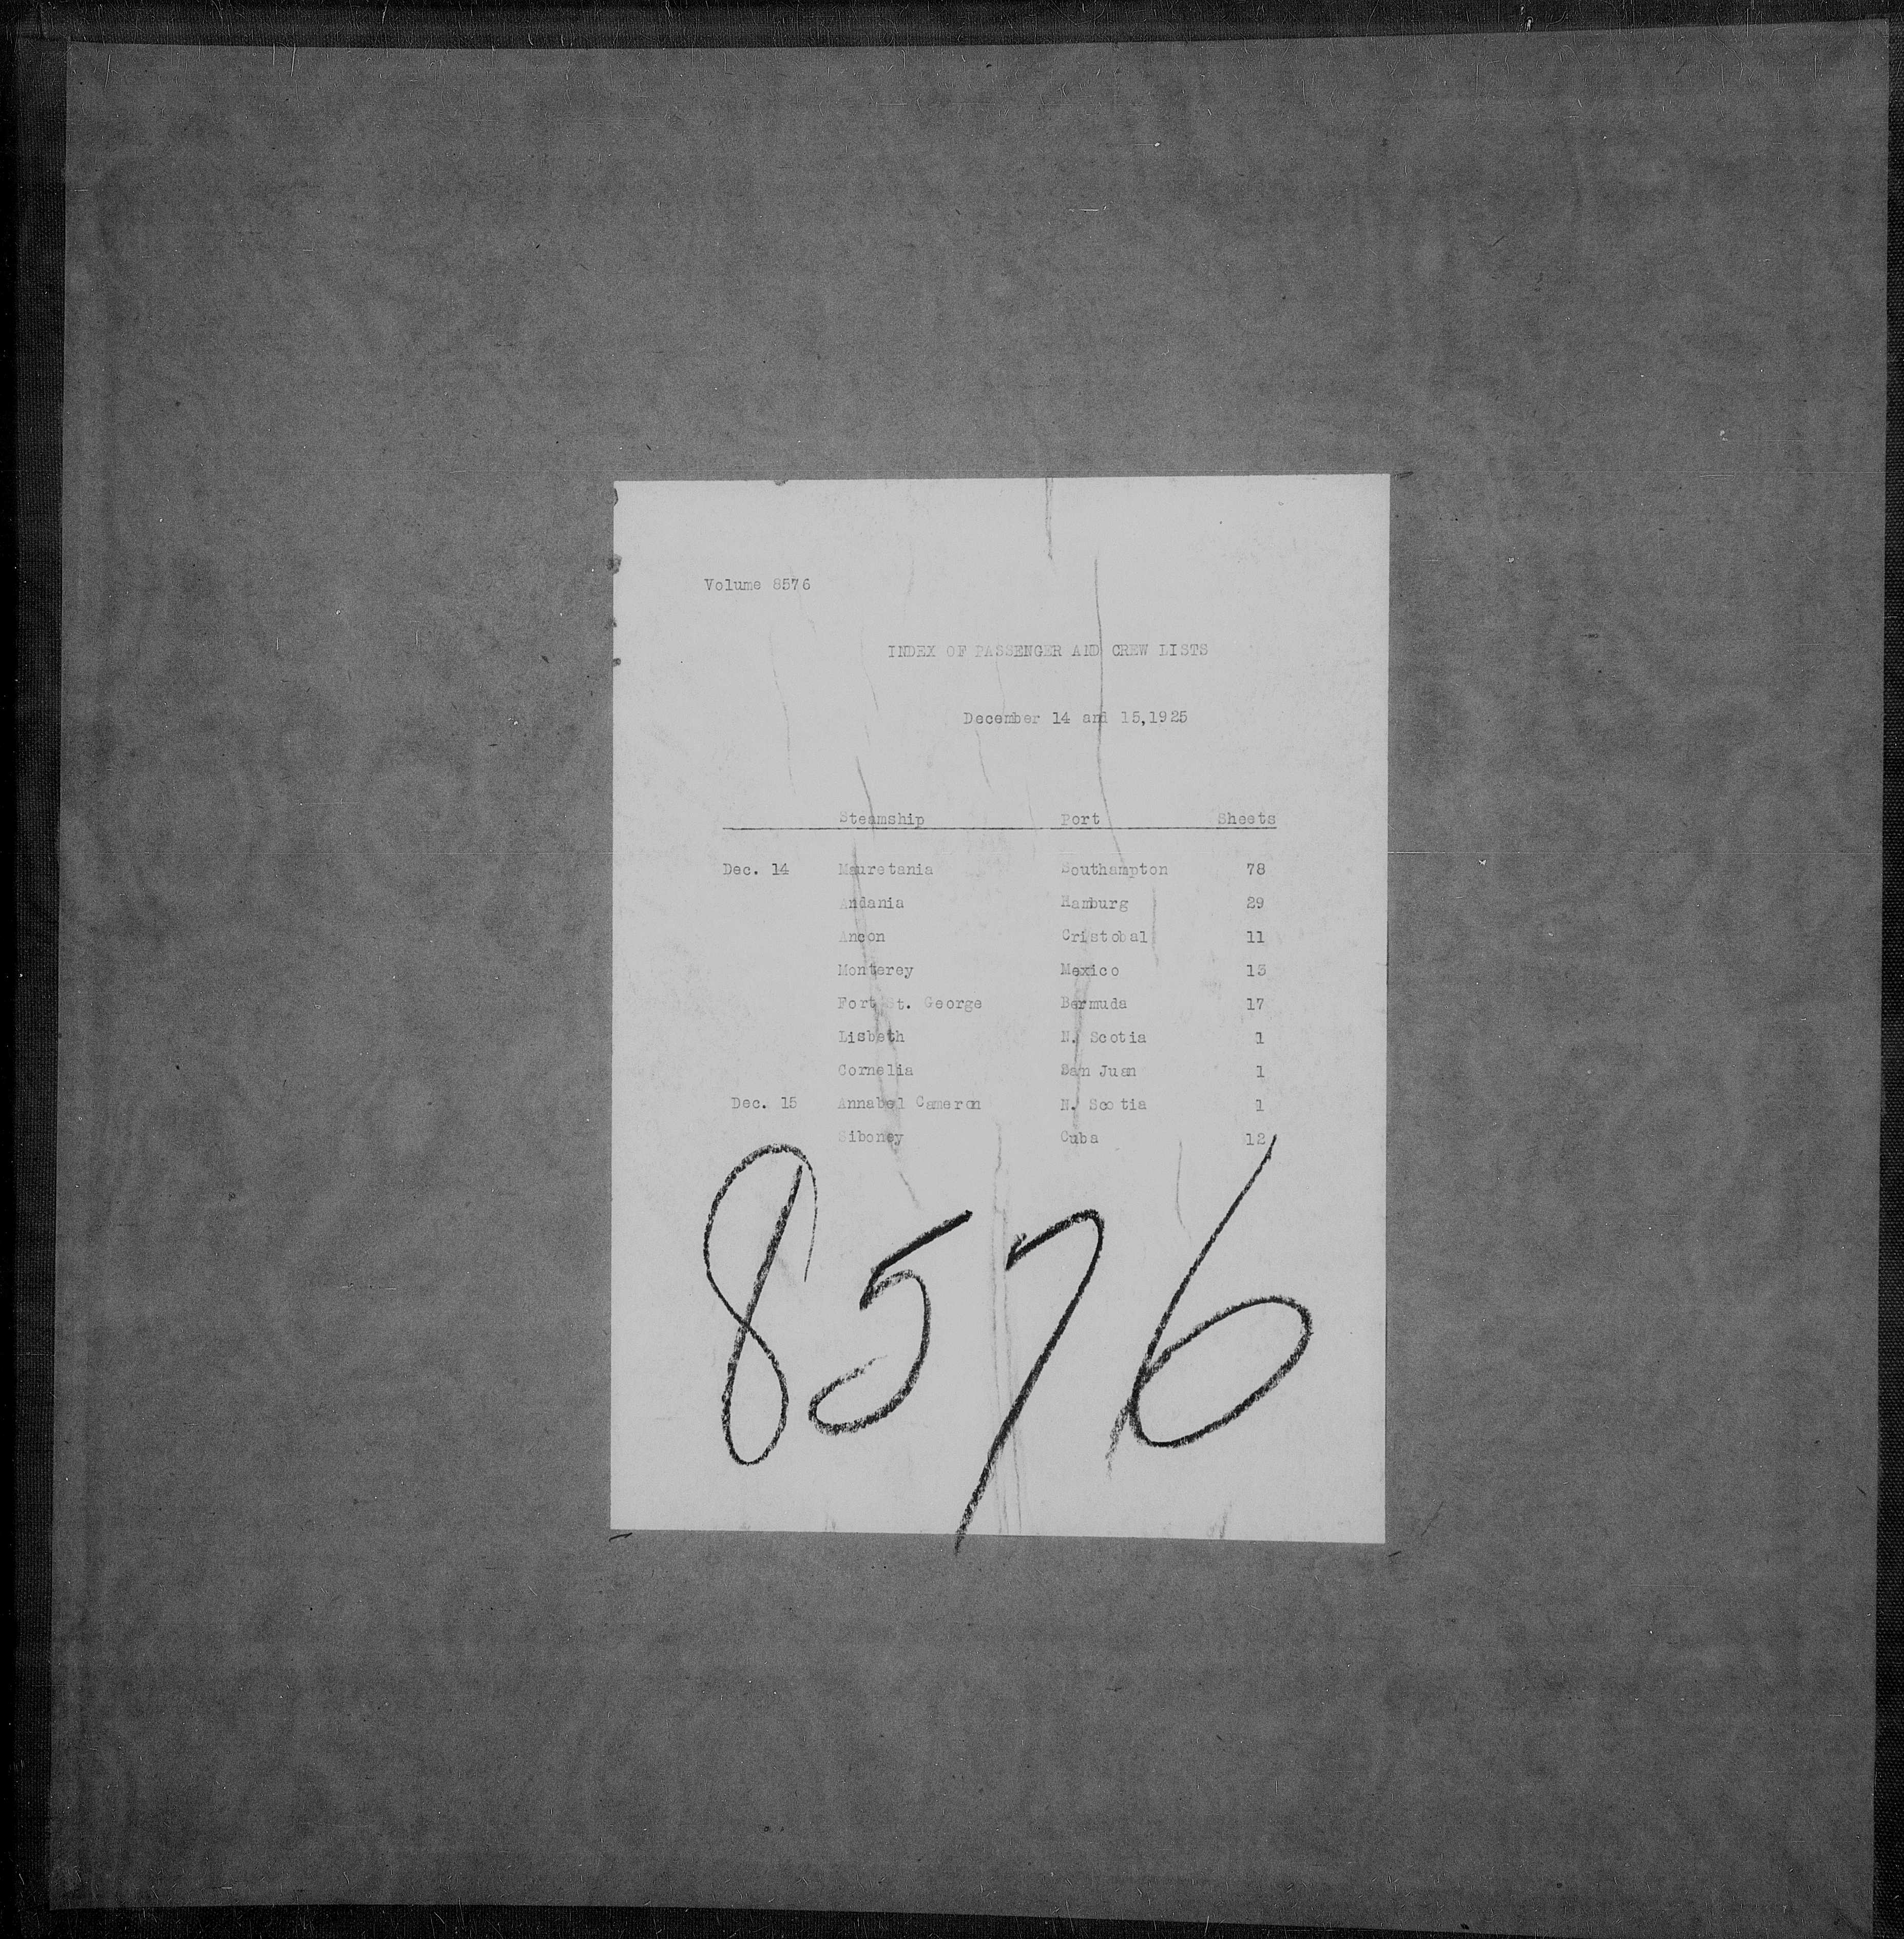 Volume 8576
INDEX OF PASSENGER AND CREW LISTS
December 14 and 15,1925
Steamship Port Sheets
Dec. 14 Mauretania Southampton 78
Andania Hamburg 29
Ancon Cristobal 11
Monterey Mexico 13
Fort St. George Bermuda 17
Lisbeth N. Scotia 1
Cornelia San Juan 1
Dec. 15 Annabel Cameron N. Scotia 1
Siboney Cuba 12
8576